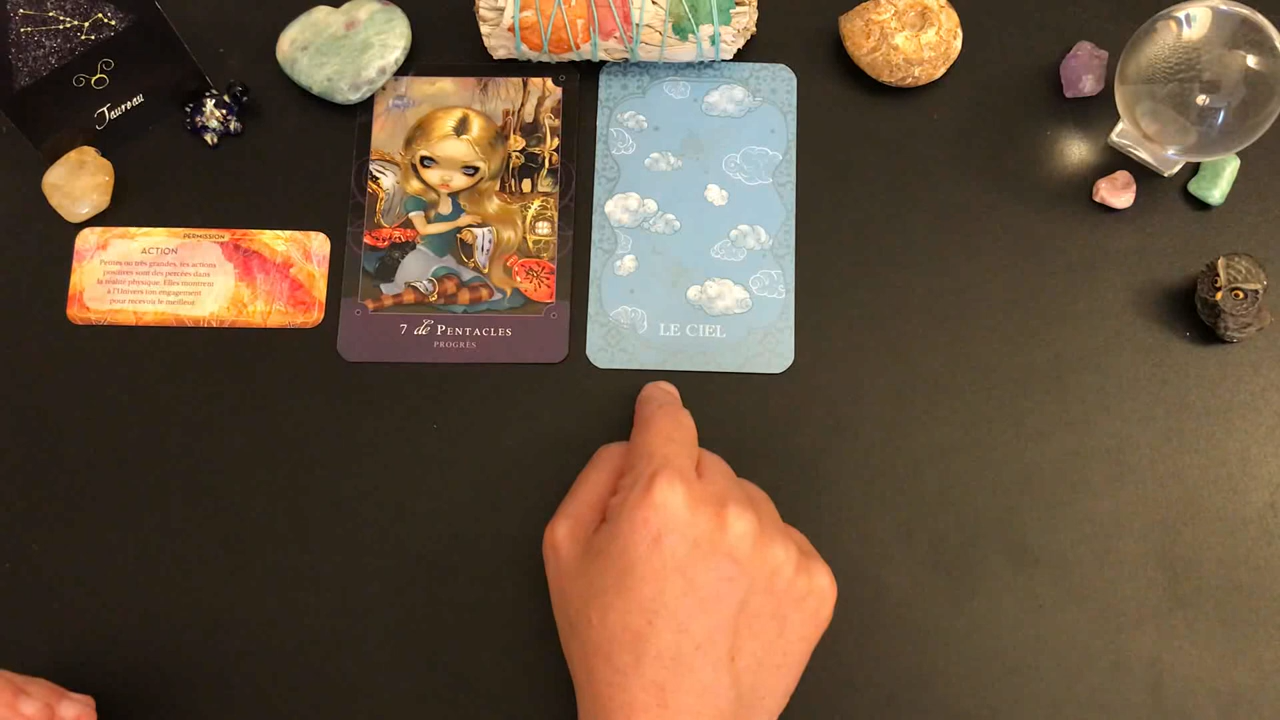 Taureau
PERMISSION
ACTION
Petites ou très grandes, tes actions
positives sont des percées dans
la réalité physique. Elles montrent
à l'Univers ton engagement
pour recevoir le meilleur.
7 de PENTACLES
PROGRÈS
LE CIEL